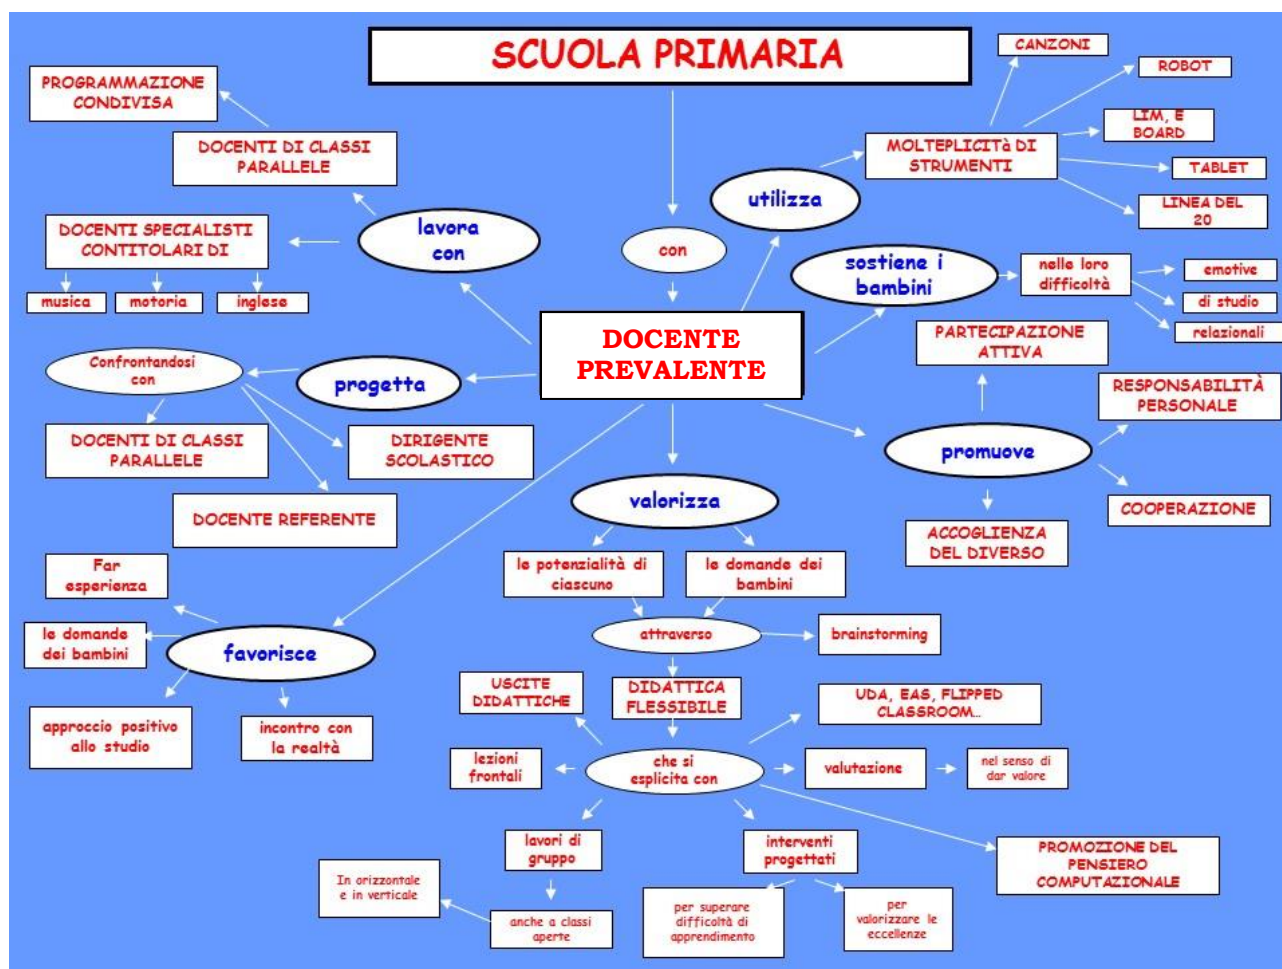 SCUOLA PRIMARIA
CANZONI
ROBOT
LIM, E
BOARD
TABLET
LINEA DEL
20
MOLTEPLICITà DI
STRUMENTI
utilizza
PROGRAMMAZIONE
CONDIVISA
DOCENTI DI CLASSI
PARALLELE
lavora
con
DOCENTI SPECIALISTI
CONTITOLARI DI
musica
motoria
inglese
con
sostiene i
bambini
nelle loro
difficoltà
emotive
di studio
relazionali
DOCENTE
PREVALENTE
PARTECIPAZIONE
ATTIVA
RESPONSABILITÀ
PERSONALE
promuove
COOPERAZIONE
ACCOGLIENZA
DEL DIVERSO
Confrontandosi
con
progetta
DOCENTI DI CLASSI
PARALLELE
DIRIGENTE
SCOLASTICO
DOCENTE REFERENTE
valorizza
le potenzialità di
ciascuno
le domande dei
bambini
attraverso
brainstorming
Far
esperienza
le domande
dei bambini
favorisce
approccio positivo
allo studio
incontro con
la realtà
USCITE
DIDATTICHE
DIDATTICA
FLESSIBILE
UDA, EAS, FLIPPED
CLASSROOM…
lezioni
frontali
che si
esplicita con
valutazione
nel senso di
dar valore
lavori di
gruppo
interventi
progettati
PROMOZIONE DEL
PENSIERO
COMPUTAZIONALE
In orizzontale
e in verticale
anche a classi
aperte
per superare
difficoltà di
apprendimento
per
valorizzare le
eccellenze